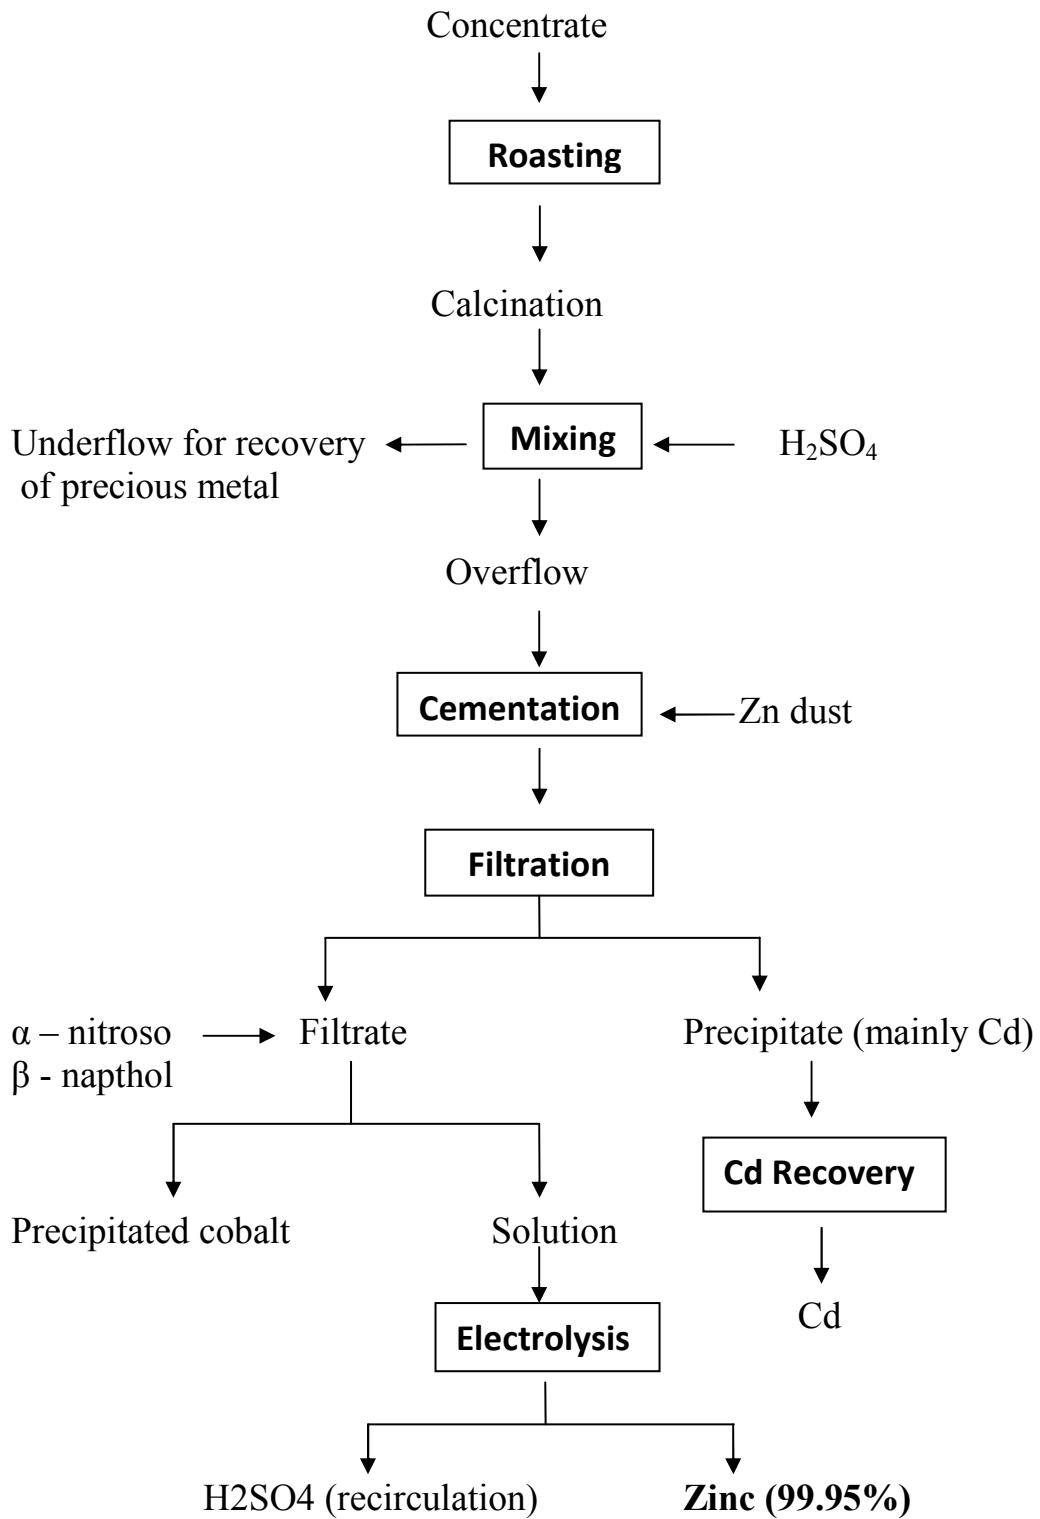 Concentrate
Roasting
Calcination
Underflow for recovery
of precious metal
Mixing
H₂SO₄
Overflow
Cementation
Zn dust
Filtration
α – nitroso
β - napthol
Filtrate
Precipitate (mainly Cd)
Cd Recovery
Precipitated cobalt
Solution
Cd
Electrolysis
H2SO4 (recirculation)
Zinc (99.95%)